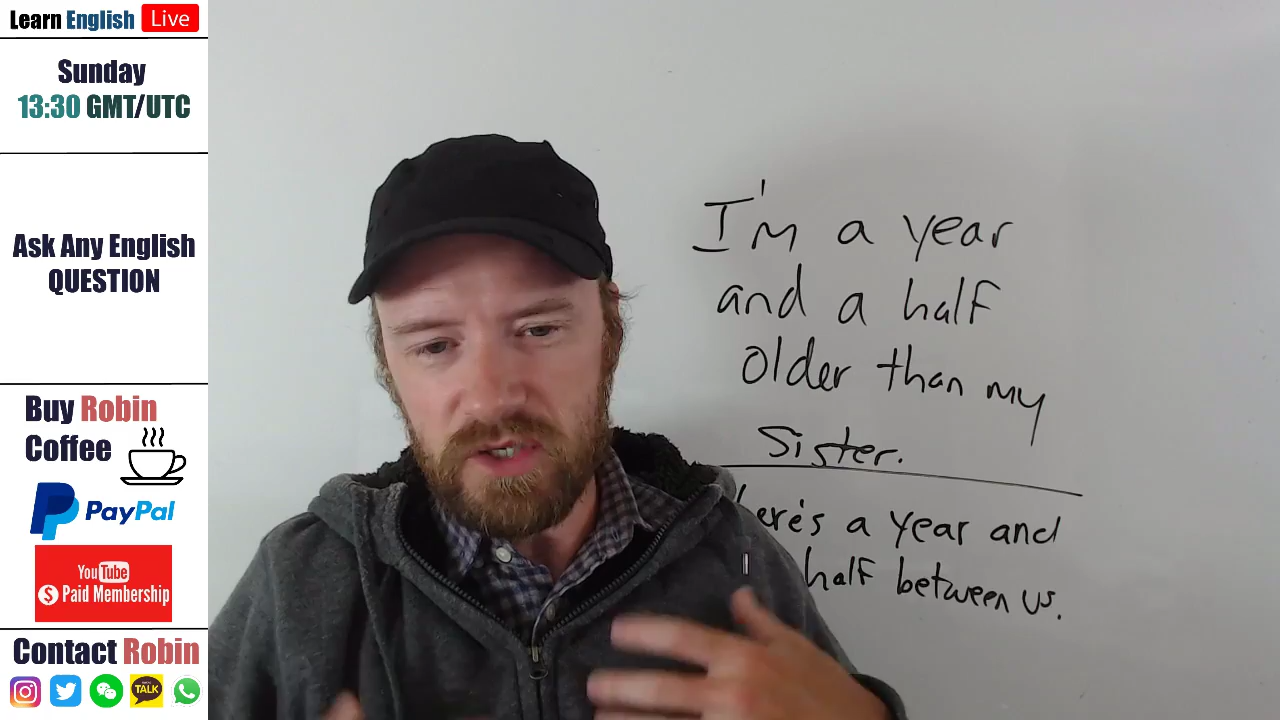 Learn English Live
Sunday
13:30 GMT/UTC
Ask Any English
QUESTION
Buy Robin
Coffee
PayPal
YouTube
$ Paid Membership
Contact Robin
TALK
I'm a year
and a half
older than my
Sister.
a year and
half between us.